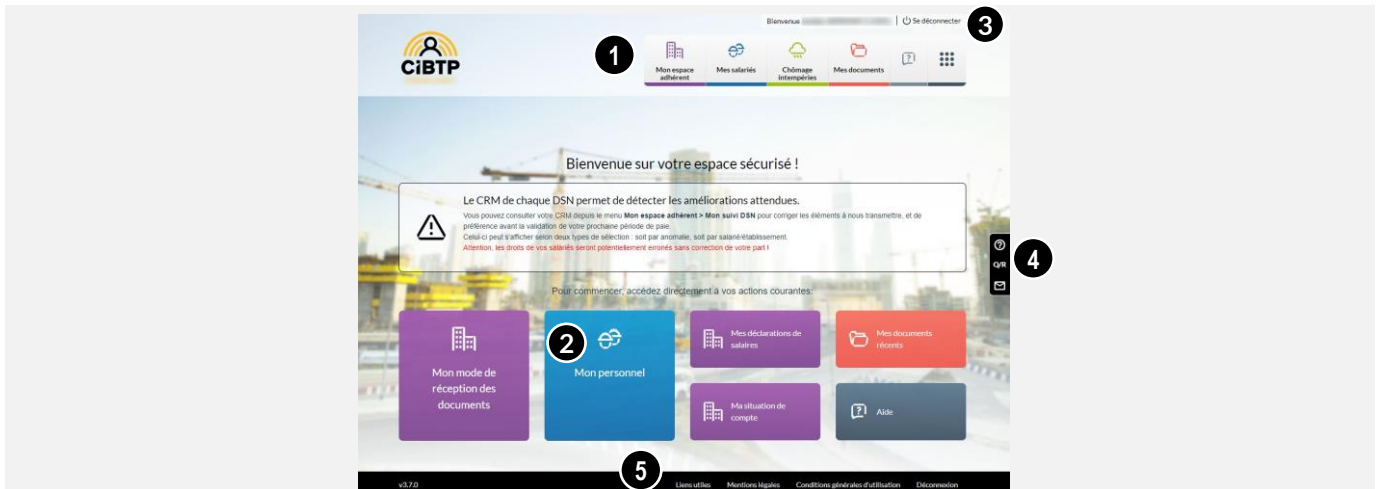 Bienvenue
Se déconnecter
3
1
CiBTP
Mon espace
adhérent
Mes salariés
Chômage
intempéries
Mes documents
?
Bienvenue sur votre espace sécurisé !
Le CRM de chaque DSN permet de détecter les améliorations attendues.
Vous pouvez consulter votre CRM depuis le menu Mon espace adhérent > Mon suivi DSN pour corriger les éléments à nous transmettre, et de
préférence avant la validation de votre prochaine période de paie.
Celui-ci peut s'afficher selon deux types de sélection : soit par anomalie, soit par salarié/établissement.
Attention, les droits de vos salariés seront potentiellement erronés sans correction de votre part !
?
Q/R
4
Pour commencer, accédez directement à vos actions courantes:
Mon mode de
réception des
documents
2
Mon personnel
Mes déclarations de
salaires
Mes documents
récents
Ma situation de
compte
?
Aide
5
v3.7.0
Liens utiles
Mentions légales
Conditions générales d'utilisation
Déconnexion